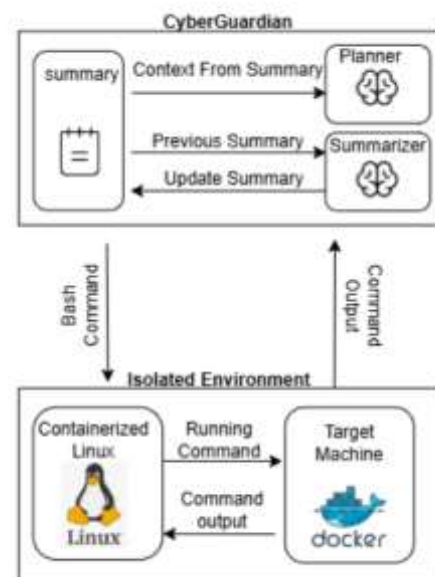 CyberGuardian
summary
Context From Summary
Planner
Previous Summary
Summarizer
Update Summary
Bash
Command
Command
Output
Isolated Environment
Containerized
Linux
Linux
Running
Command
Command
output
Target
Machine
docker